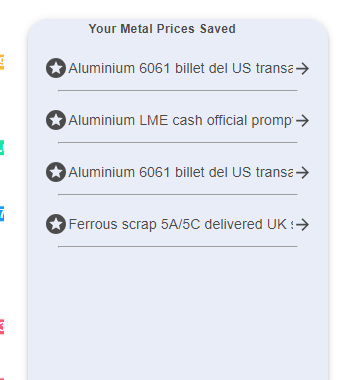 Your Metal Prices Saved
Aluminium 6061 billet del US transa
Aluminium LME cash official promp
Aluminium 6061 billet del US transa
Ferrous scrap 5A/5C delivered UK